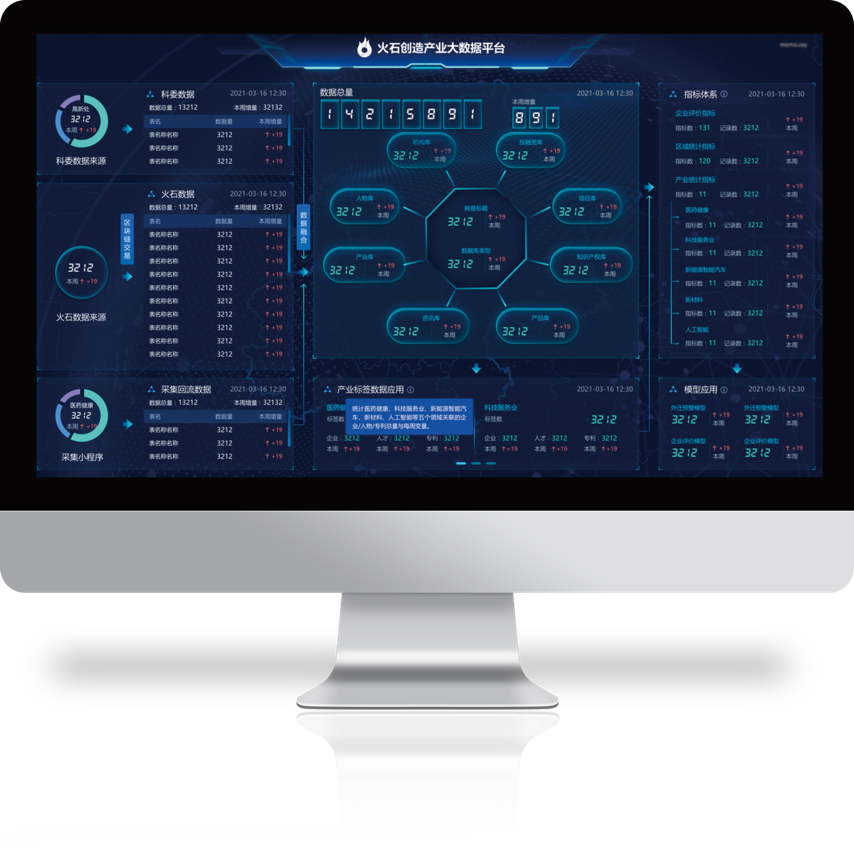 火石创造产业大数据平台
科委数据
2021-03-16 12:30
数据总量：13212
本周增量：32132
表名 数据量 本周增量
表名称名称 3212 ↑ +19
表名称名称 3212 ↑ +19
表名称名称 3212 ↑ +19
高新处
3212
本周 ↑ +19
科委数据来源
火石数据
2021-03-16 12:30
数据总量：13212
本周增量：32132
表名 数据量 本周增量
表名称名称 3212 ↑ +19
表名称名称 3212 ↑ +19
表名称名称 3212 ↑ +19
表名称名称 3212 ↑ +19
表名称名称 3212 ↑ +19
表名称名称 3212 ↑ +19
表名称名称 3212 ↑ +19
表名称名称 3212 ↑ +19
表名称名称 3212 ↑ +19
表名称名称 3212 ↑ +19
3212
本周 ↑ +19
火石数据来源
区块链交易
数据融合
采集回流数据
2021-03-16 12:30
数据总量：13212
本周增量：32132
表名 数据量 本周增量
表名称名称 3212 ↑ +19
表名称名称 3212 ↑ +19
表名称名称 3212 ↑ +19
表名称名称 3212 ↑ +19
医药健康
3212
本周 ↑ +19
采集小程序
数据总量
2021-03-16 12:30
14215891
本周增量
891
机构库
3212 ↑ +19 本周
投融资库
3212 ↑ +19 本周
人物库
3212 ↑ +19 本周
3212 ↑ +19 本周
我是标题
3212 ↑ +19 本周
数据库类型
3212 ↑ +19 本周
产业库
3212 ↑ +19 本周
知识产权库
3212 ↑ +19 本周
资讯库
3212 ↑ +19 本周
产品库
3212 ↑ +19 本周
产业标签数据应用
2021-03-16 12:30
医药健
标签数
统计医药健康、科技服务业、新能源智能汽
车、新材料、人工智能等五个领域关联的企
业/人物/专利总量与每周变量。
企业：3212 人才：3212 专利：3212
本周 ↑ +19 本周 ↑ +19 本周 ↑ +19
科技服务业
标签数 3212
企业：3212 人才：3212 专利：3212
本周 ↑ +19 本周 ↑ +19 本周 ↑ +19
指标体系
2021-03-16 12:30
企业评价指标
指标数：131 记录数：3212 ↑ +19 本周
区域统计指标
指标数：120 记录数：3212 ↑ +19 本周
产业统计指标
指标数：11 记录数：3212 ↑ +19 本周
医药健康
指标数：11 记录数：3212 ↑ +19 本周
科技服务业
指标数：11 记录数：3212 ↑ +19 本周
新能源智能汽车
指标数：11 记录数：3212 ↑ +19 本周
新材料
指标数：11 记录数：3212 ↑ +19 本周
人工智能
指标数：11 记录数：3212 ↑ +19 本周
模型应用
2021-03-16 12:30
外迁预警模型
3212 ↑ +19 本周
外迁预警模型
3212 ↑ +19 本周
企业评价模型
3212 ↑ +19 本周
企业评价模型
3212 ↑ +19 本周